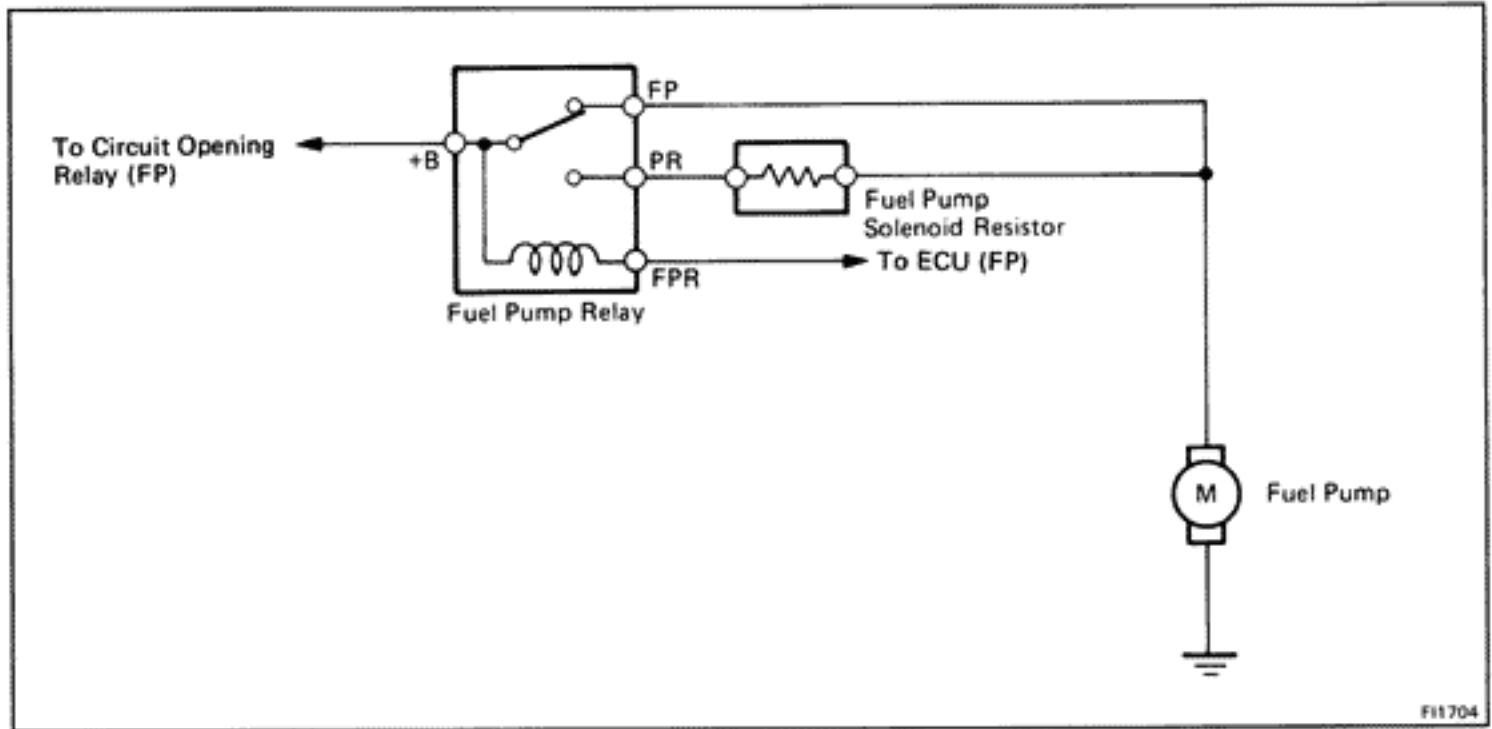 FP
To Circuit Opening
Relay (FP)
+B
PR
Fuel Pump
Solenoid Resistor
To ECU (FP)
FPR
Fuel Pump Relay
M
Fuel Pump
FI1704